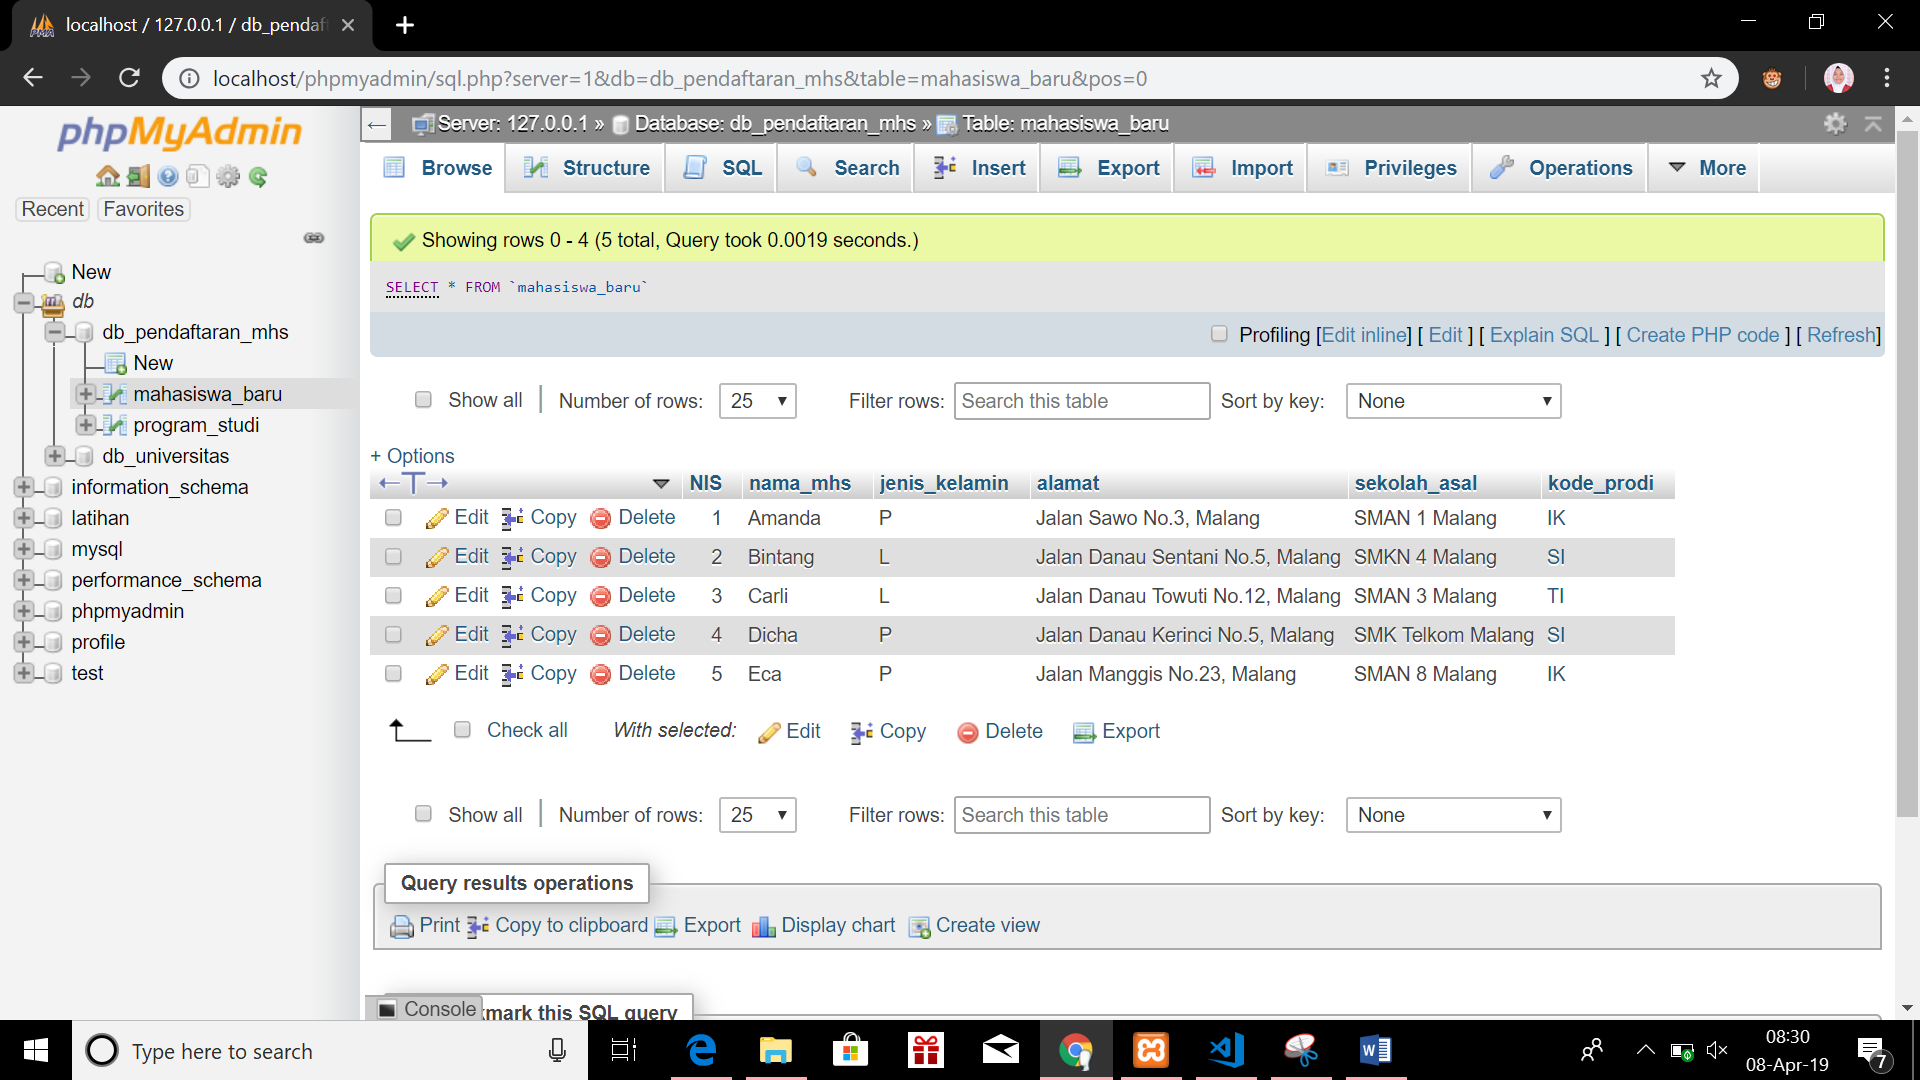 localhost / 127.0.0.1 / db_pendaft
localhost/phpmyadmin/sql.php?server=1&db=db_pendaftaran_mhs&table=mahasiswa_baru&pos=0
phpMyAdmin
Recent Favorites
New
db
db_pendaftaran_mhs
New
mahasiswa_baru
program_studi
db_universitas
information_schema
latihan
mysql
performance_schema
phpmyadmin
profile
test
Server: 127.0.0.1 » Database: db_pendaftaran_mhs » Table: mahasiswa_baru
Browse Structure SQL Search Insert Export Import Privileges Operations More
Showing rows 0 - 4 (5 total, Query took 0.0019 seconds.)
SELECT * FROM `mahasiswa_baru`
Profiling [Edit inline] [ Edit ] [ Explain SQL ] [ Create PHP code ] [ Refresh]
Show all Number of rows: 25 Filter rows: Search this table Sort by key: None
+ Options
NIS nama_mhs jenis_kelamin alamat sekolah_asal kode_prodi
Edit Copy Delete 1 Amanda P Jalan Sawo No.3, Malang SMAN 1 Malang IK
Edit Copy Delete 2 Bintang L Jalan Danau Sentani No.5, Malang SMKN 4 Malang SI
Edit Copy Delete 3 Carli L Jalan Danau Towuti No.12, Malang SMAN 3 Malang TI
Edit Copy Delete 4 Dicha P Jalan Danau Kerinci No.5, Malang SMK Telkom Malang SI
Edit Copy Delete 5 Eca P Jalan Manggis No.23, Malang SMAN 8 Malang IK
Check all With selected: Edit Copy Delete Export
Show all Number of rows: 25 Filter rows: Search this table Sort by key: None
Query results operations
Print Copy to clipboard Export Display chart Create view
Console kmark this SQL query
Type here to search
08:30
08-Apr-19
7